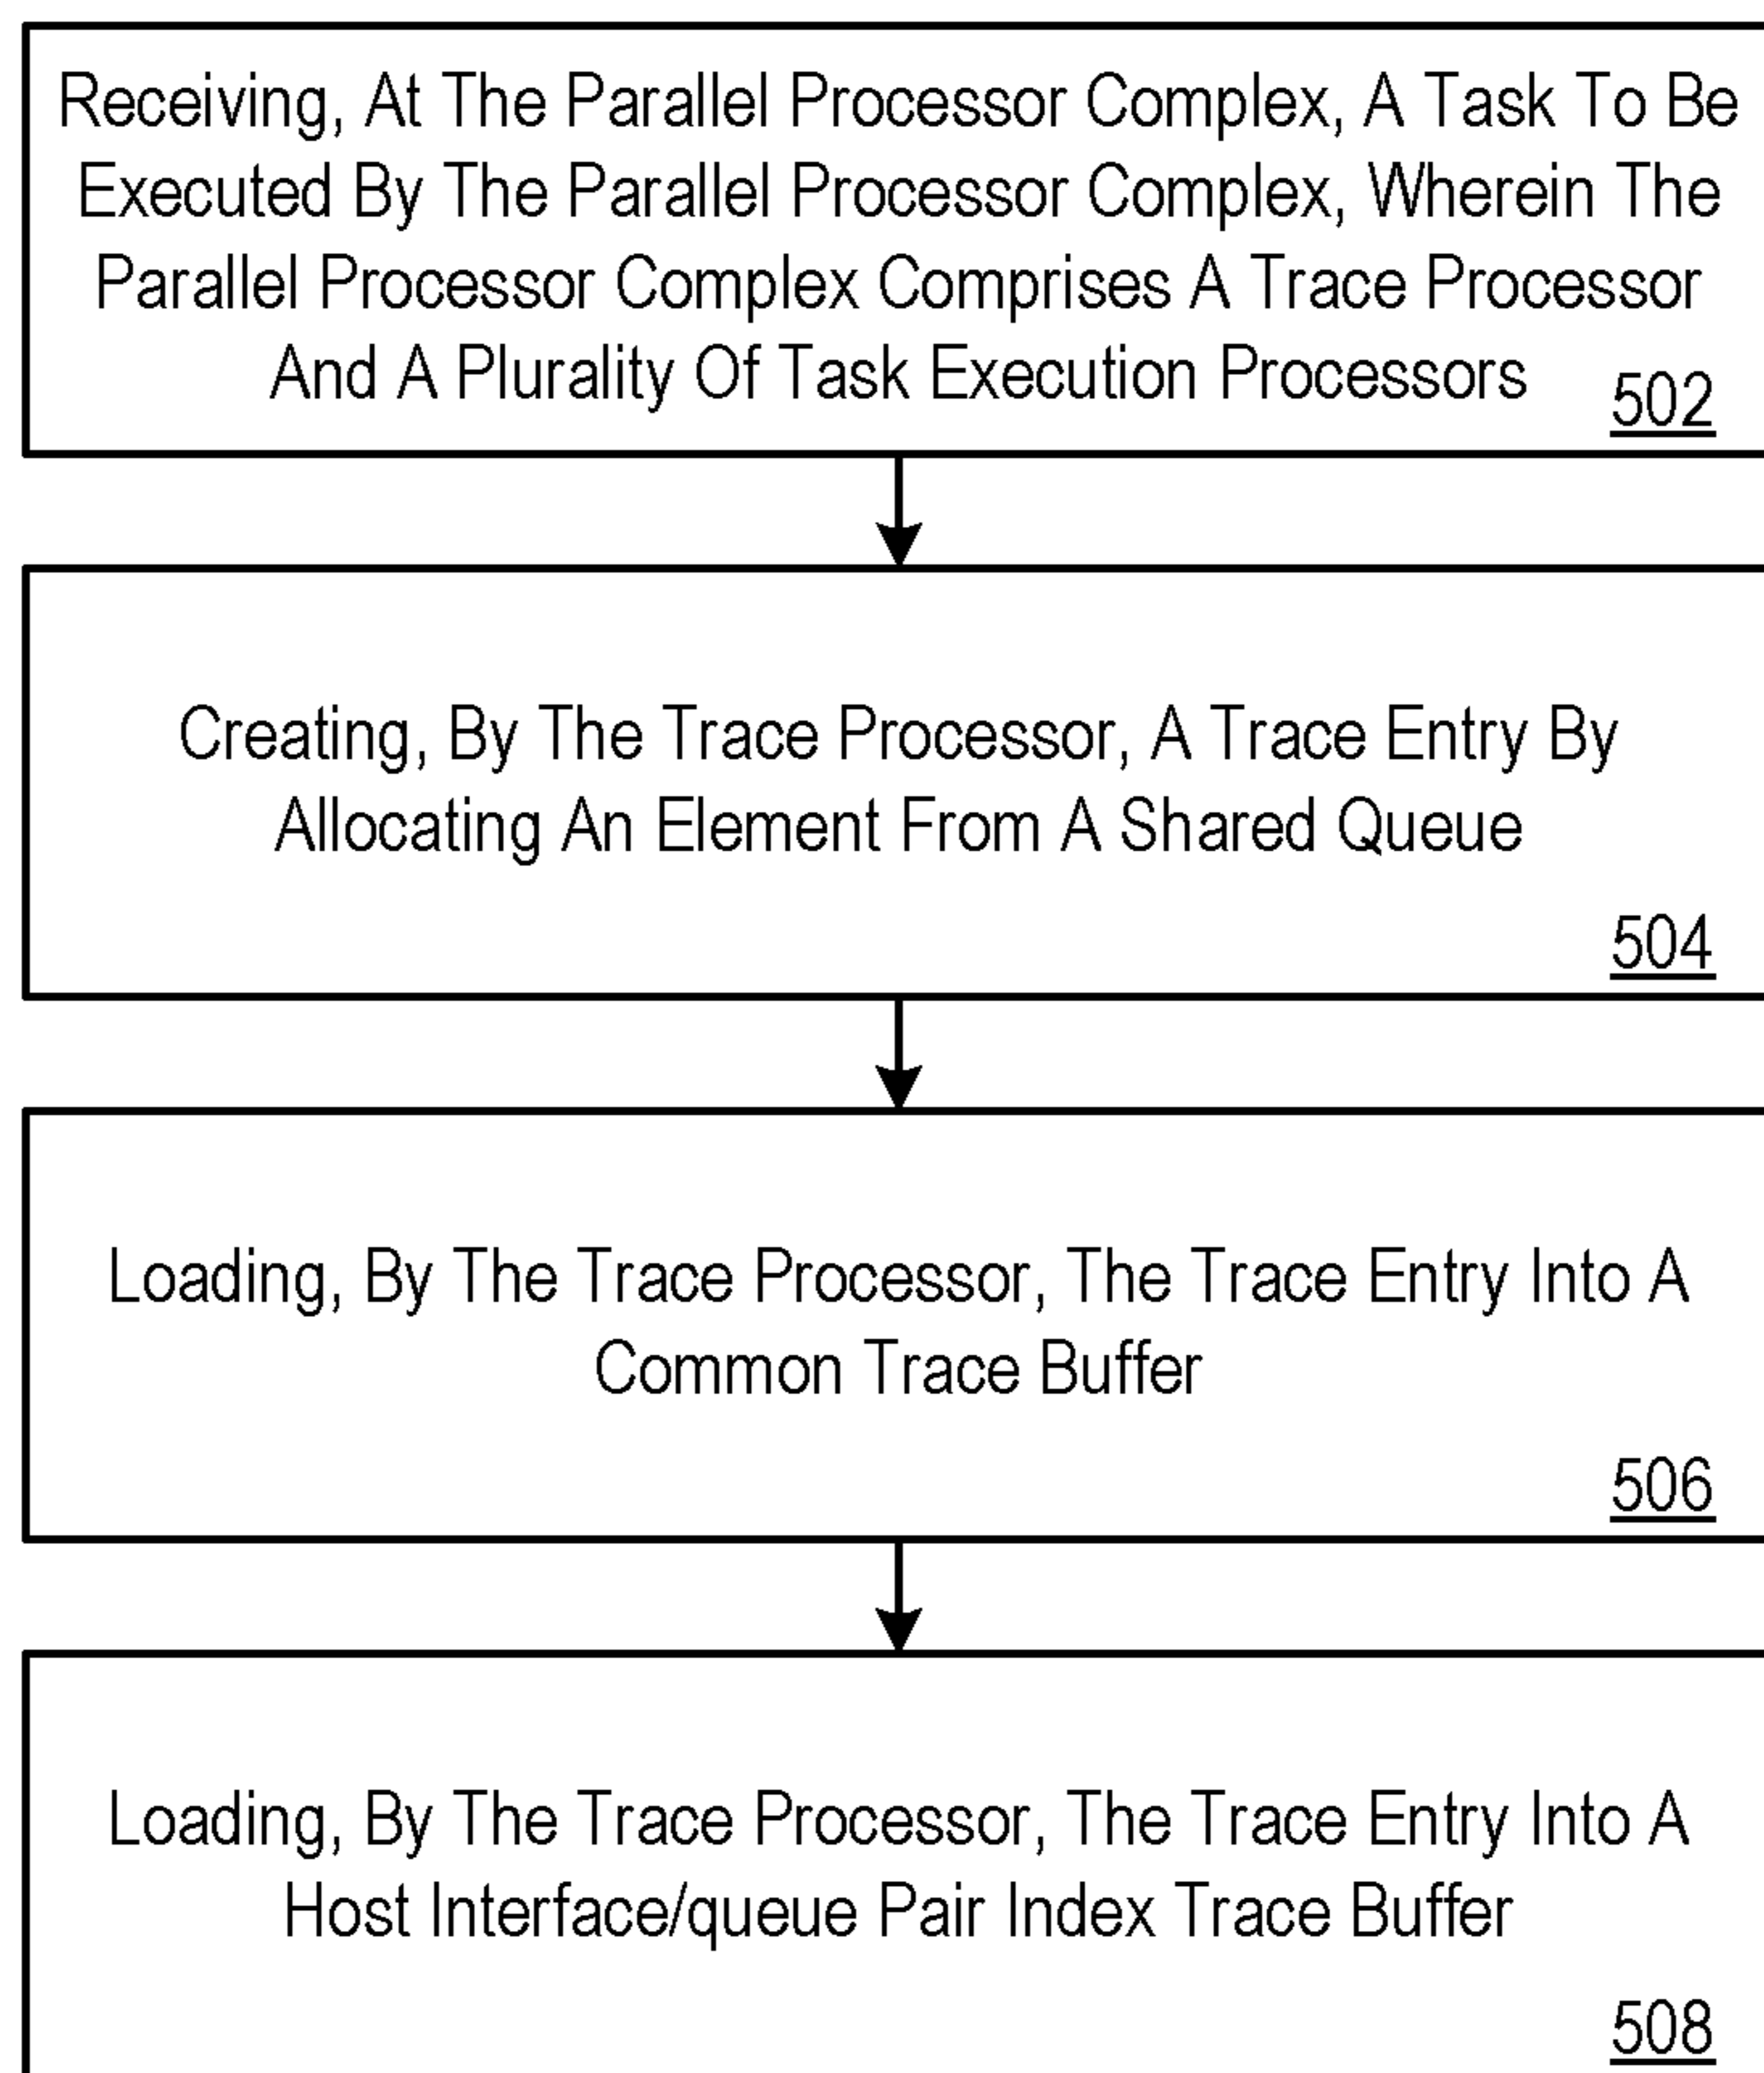 Receiving, At The Parallel Processor Complex, A Task To Be
Executed By The Parallel Processor Complex, Wherein The
Parallel Processor Complex Comprises A Trace Processor
And A Plurality Of Task Execution Processors
502
Creating, By The Trace Processor, A Trace Entry By
Allocating An Element From A Shared Queue
504
Loading, By The Trace Processor, The Trace Entry Into A
Common Trace Buffer
506
Loading, By The Trace Processor, The Trace Entry Into A
Host Interface/queue Pair Index Trace Buffer
508